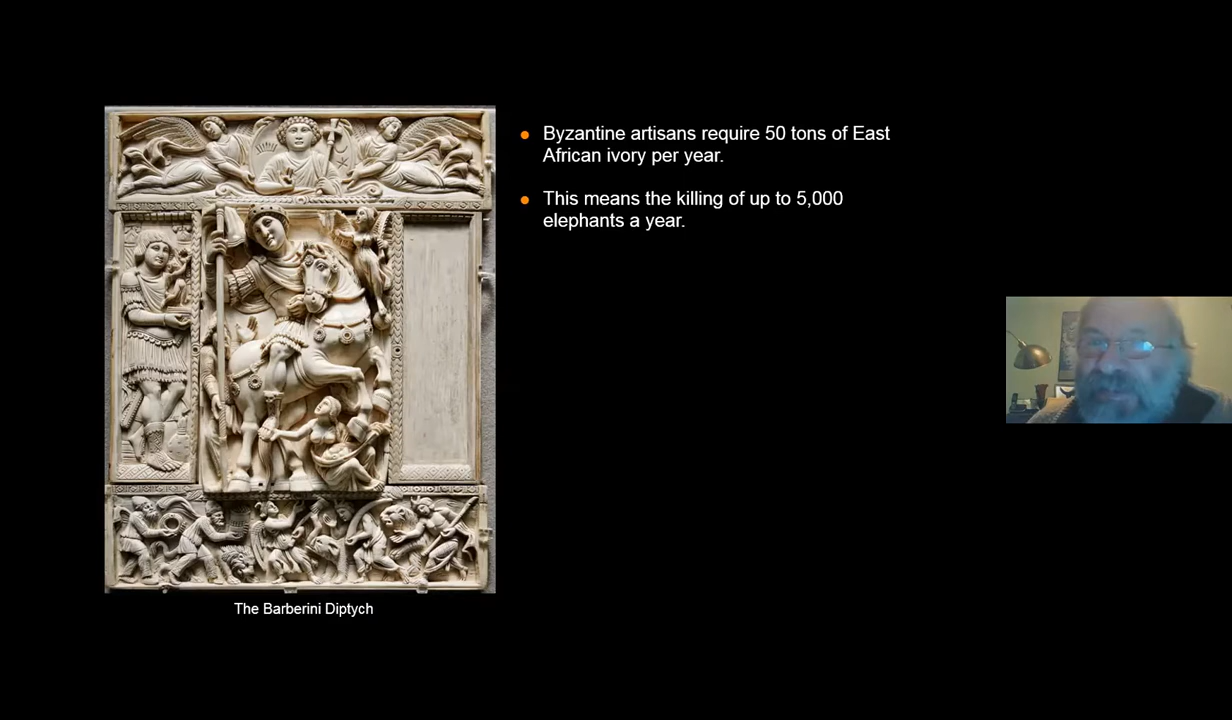 Byzantine artisans require 50 tons of East
African ivory per year.
This means the killing of up to 5,000
elephants a year.
The Barberini Diptych